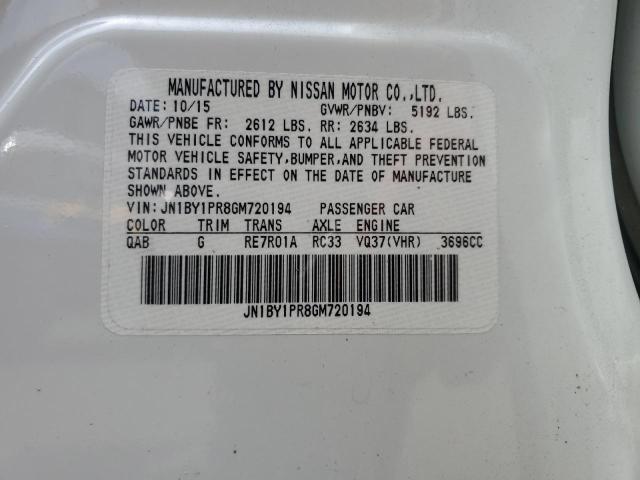 MANUFACTURED BY NISSAN MOTOR CO.,LTD.
DATE: 10/15 GVWR/PNBV: 5192 LBS.
GAWR/PNBE FR: 2612 LBS. RR: 2634 LBS.
THIS VEHICLE CONFORMS TO ALL APPLICABLE FEDERAL
MOTOR VEHICLE SAFETY,BUMPER,AND THEFT PREVENTION
STANDARDS IN EFFECT ON THE DATE OF MANUFACTURE
SHOWN ABOVE.
VIN: JN1BY1PR8GM720194 PASSENGER CAR
COLOR TRIM TRANS AXLE ENGINE
QAB G RE7R01A RC33 VQ37(VHR) 3696CC
JN1BY1PR8GM720194